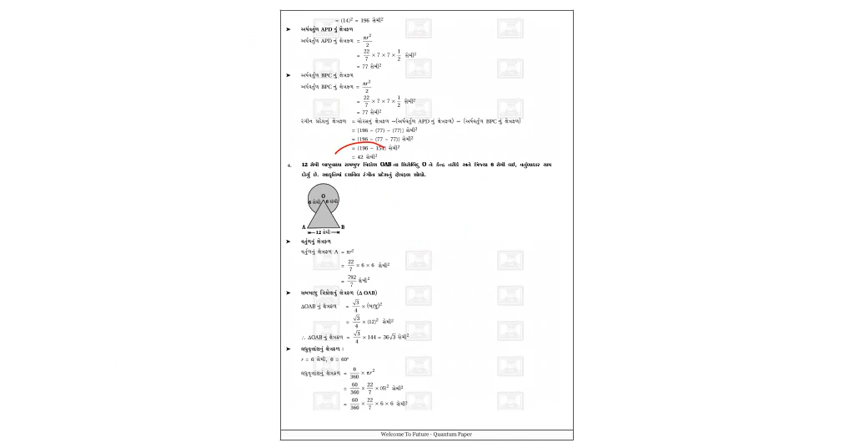 = (14)² = 196 સેમી²
➤ અર્ધવર્તુળ APD નું ક્ષેત્રફળ
અર્ધવર્તુળ APD નું ક્ષેત્રફળ = πr²/2
= 22/7 × 7 × 7 × 1/2 સેમી²
= 77 સેમી²
➤ અર્ધવર્તુળ BPC નું ક્ષેત્રફળ
અર્ધવર્તુળ BPC નું ક્ષેત્રફળ = πr²/2
= 22/7 × 7 × 7 × 1/2 સેમી²
= 77 સેમી²
રંગીન પ્રદેશનું ક્ષેત્રફળ = ચોરસનું ક્ષેત્રફળ –(અર્ધવર્તુળ APD નું ક્ષેત્રફળ) – (અર્ધવર્તુળ BPC નું ક્ષેત્રફળ)
= [196 – (77) – (77)] સેમી²
= [196 – (77 – 77)] સેમી²
= (196 – 154) સેમી²
= 42 સેમી²
12 સેમી બાજુવાળા સમબાજુ ત્રિકોણ OAB ના શિરોબિંદુ O ને કેન્દ્ર તરીકે અને ત્રિજ્યા 6 સેમી લઈ, વર્તુળાકાર ચાપ
દોર્યું છે. આકૃતિમાં દર્શાવેલ રંગીન પ્રદેશનું ક્ષેત્રફળ શોધો.
O
6 સેમી 6 સેમી
A B
12 સેમી
➤ વર્તુળનું ક્ષેત્રફળ
વર્તુળનું ક્ષેત્રફળ A = πr²
= 22/7 × 6 × 6 સેમી²
= 792/7 સેમી²
➤ સમબાજુ ત્રિકોણનું ક્ષેત્રફળ (Δ OAB)
ΔOAB નું ક્ષેત્રફળ = √3/4 × (બાજુ)²
= √3/4 × (12)² સેમી²
∴ ΔOAB નું ક્ષેત્રફળ = √3/4 × 144 = 36√3 સેમી²
➤ લઘુવૃત્તાંશનું ક્ષેત્રફળ :
r = 6 સેમી, θ = 60°
લઘુવૃત્તાંશનું ક્ષેત્રફળ = θ/360 × πr²
= 60/360 × 22/7 × (6)² સેમી²
= 60/360 × 22/7 × 6 × 6 સેમી²
Welcome To Future - Quantum Paper